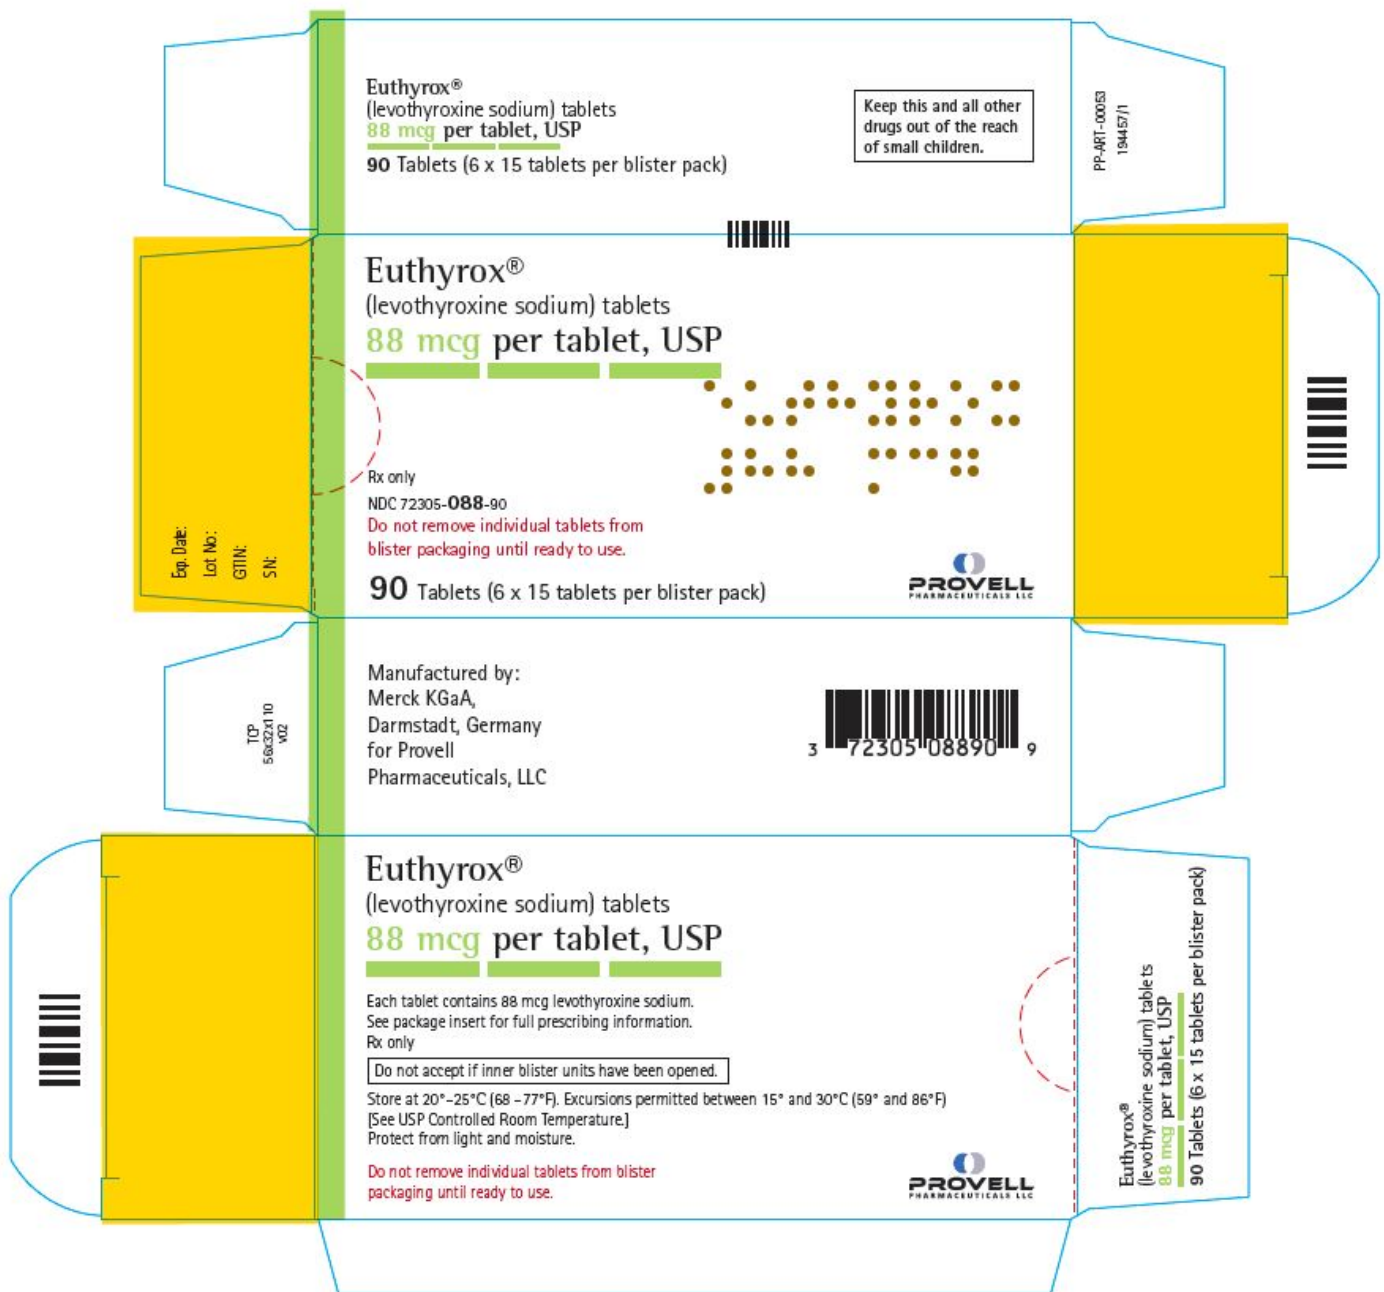 Euthyrox®
(levothyroxine sodium) tablets
88 mcg per tablet, USP
90 Tablets (6 x 15 tablets per blister pack)
Keep this and all other
drugs out of the reach
of small children.
PP-ART-00053
194457/1
Euthyrox®
(levothyroxine sodium) tablets
88 mcg per tablet, USP
Rx only
NDC 72305-088-90
Do not remove individual tablets from
blister packaging until ready to use.
90 Tablets (6 x 15 tablets per blister pack)
PROVELL
PHARMACEUTICALS LLC
Exp. Date:
Lot No:
GTIN:
SN:
TCP
56x32x110
v02
Manufactured by:
Merck KGaA,
Darmstadt, Germany
for Provell
Pharmaceuticals, LLC
3 72305 08890 9
Euthyrox®
(levothyroxine sodium) tablets
88 mcg per tablet, USP
Each tablet contains 88 mcg levothyroxine sodium.
See package insert for full prescribing information.
Rx only
Do not accept if inner blister units have been opened.
Store at 20°–25°C (68 –77°F). Excursions permitted between 15° and 30°C (59° and 86°F)
[See USP Controlled Room Temperature.]
Protect from light and moisture.
Do not remove individual tablets from blister
packaging until ready to use.
PROVELL
PHARMACEUTICALS LLC
Euthyrox®
(levothyroxine sodium) tablets
88 mcg per tablet, USP
90 Tablets (6 x 15 tablets per blister pack)